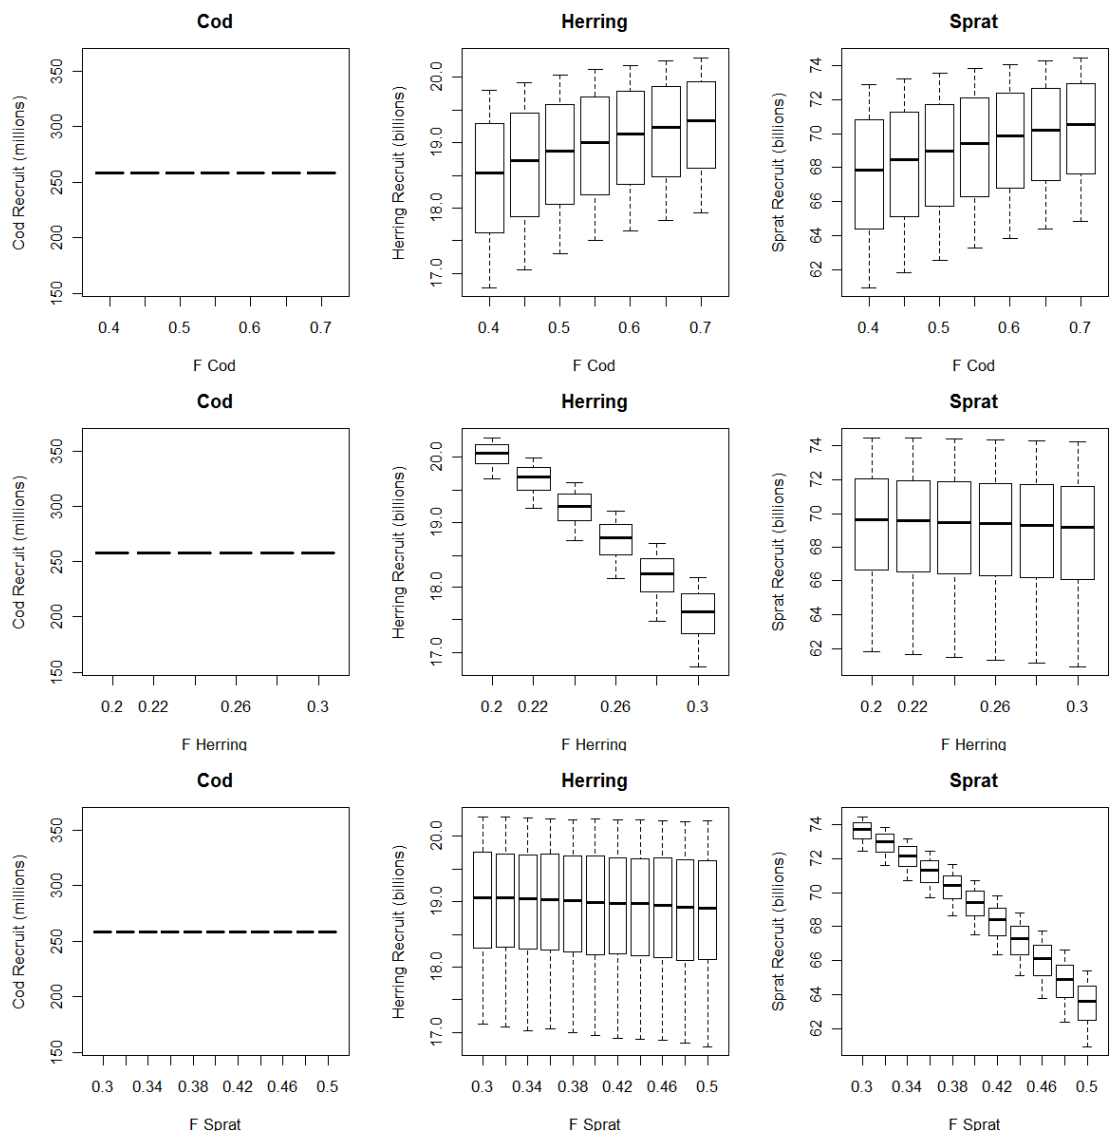 Cod Herring Sprat
Cod Recruit (millions)
350
300
250
200
150
0.4 0.5 0.6 0.7
F Cod
Herring Recruit (billions)
20.0
19.0
18.0
17.0
0.4 0.5 0.6 0.7
F Cod
Sprat Recruit (billions)
74
72
70
68
66
64
62
0.4 0.5 0.6 0.7
F Cod
Cod Herring Sprat
Cod Recruit (millions)
350
300
250
200
150
0.2 0.22 0.26 0.3
F Herring
Herring Recruit (billions)
20.0
19.0
18.0
17.0
0.2 0.22 0.26 0.3
F Herring
Sprat Recruit (billions)
74
72
70
68
66
64
62
0.2 0.22 0.26 0.3
F Herring
Cod Herring Sprat
Cod Recruit (millions)
350
300
250
200
150
0.3 0.34 0.38 0.42 0.46 0.5
F Sprat
Herring Recruit (billions)
20.0
19.0
18.0
17.0
0.3 0.34 0.38 0.42 0.46 0.5
F Sprat
Sprat Recruit (billions)
74
72
70
68
66
64
62
0.3 0.34 0.38 0.42 0.46 0.5
F Sprat